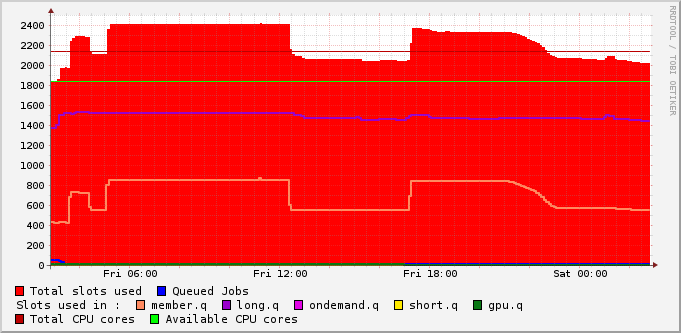 RRDTOOL / TOBI OETIKER
2400
2200
2000
1800
1600
1400
1200
1000
800
600
400
200
0
Fri 06:00 Fri 12:00 Fri 18:00 Sat 00:00
Total slots used Queued Jobs
Slots used in : member.q long.q ondemand.q short.q gpu.q
Total CPU cores Available CPU cores